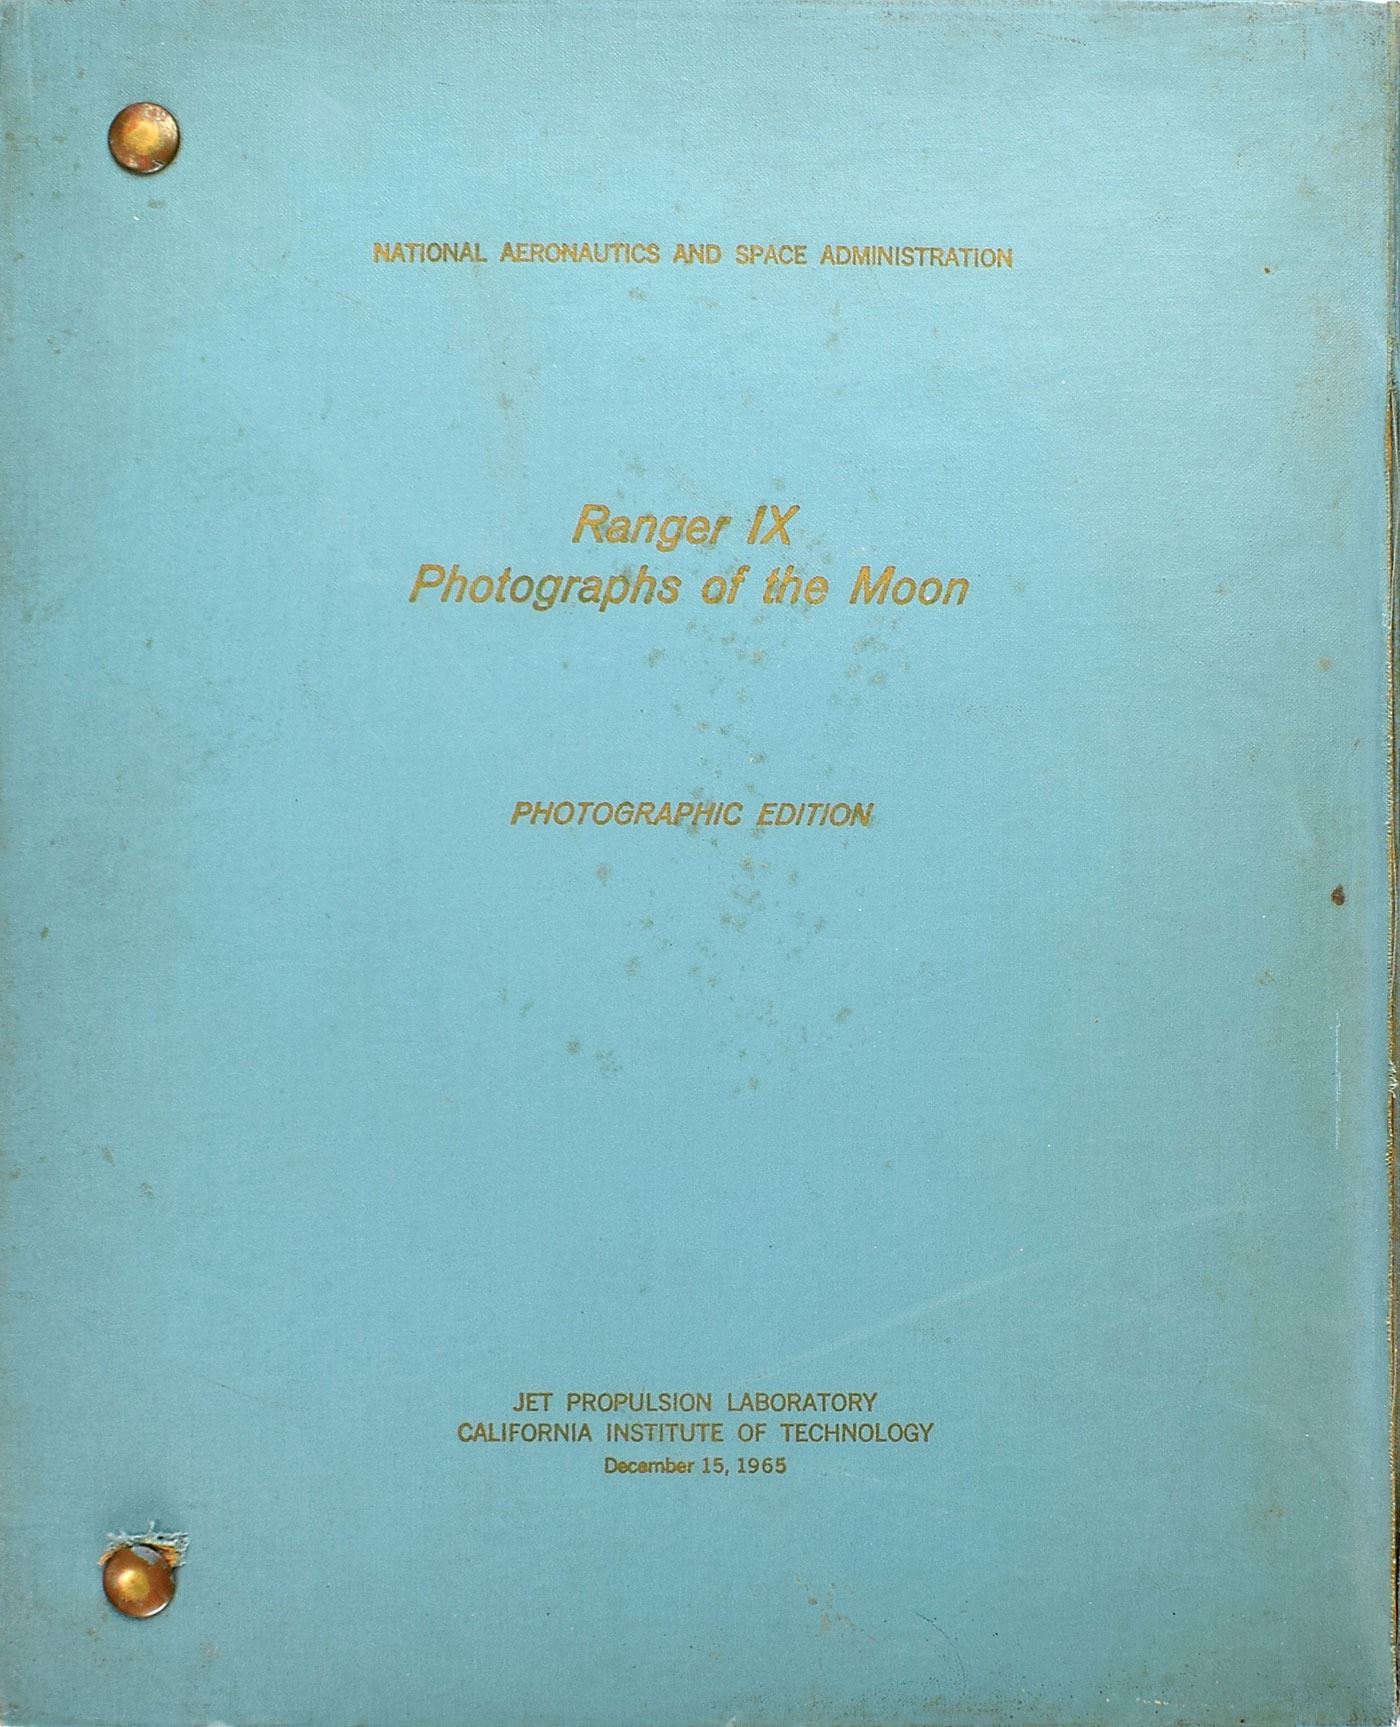 NATIONAL AERONAUTICS AND SPACE ADMINISTRATION
Ranger IX
Photographs of the Moon
PHOTOGRAPHIC EDITION
JET PROPULSION LABORATORY
CALIFORNIA INSTITUTE OF TECHNOLOGY
December 15, 1965